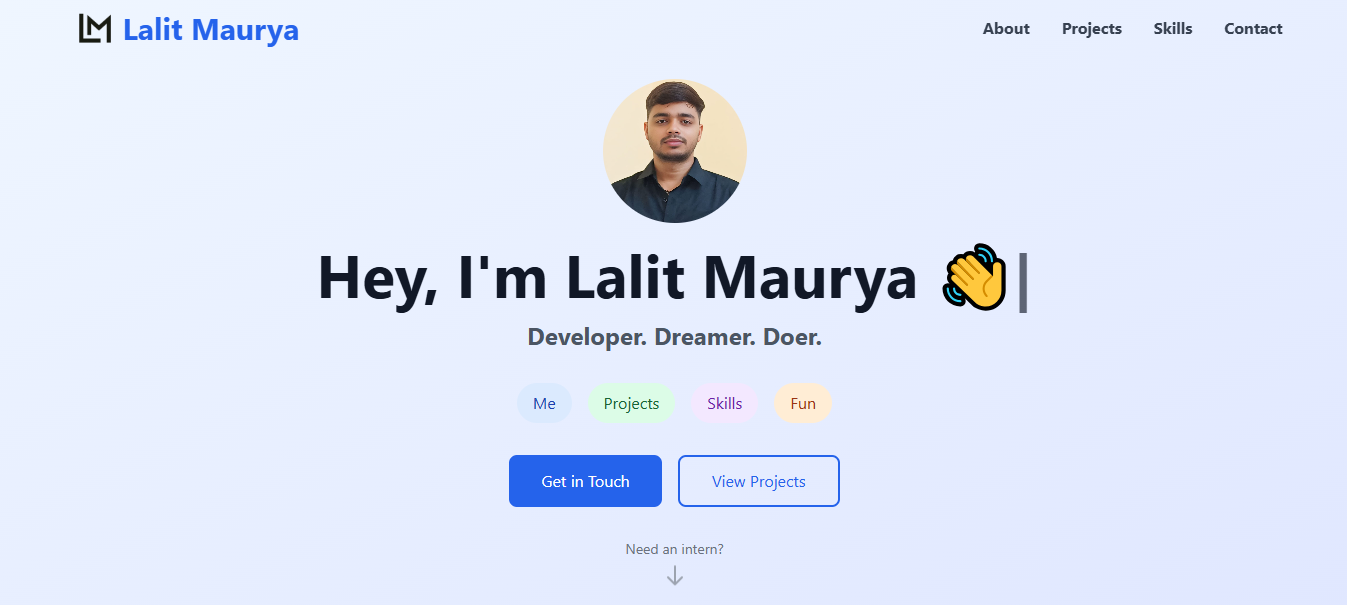 LM Lalit Maurya
About Projects Skills Contact
Hey, I'm Lalit Maurya 👋|
Developer. Dreamer. Doer.
Me Projects Skills Fun
Get in Touch View Projects
Need an intern?